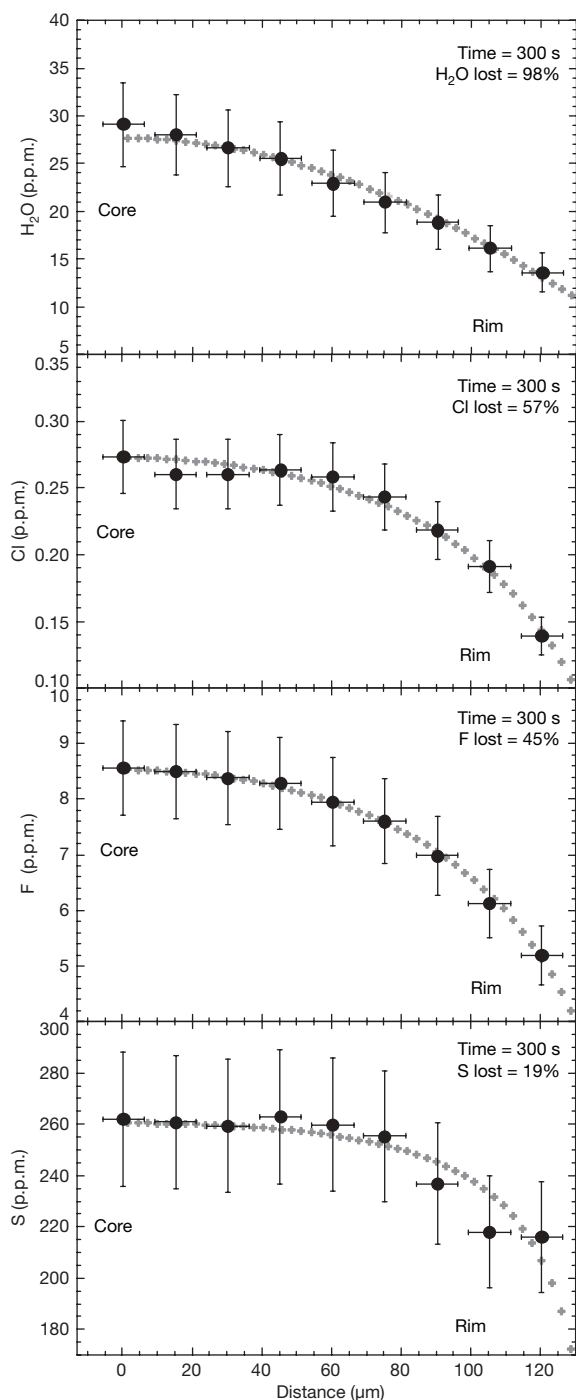 40
35
30
25
20
15
10
5
H₂O (p.p.m.)
Time = 300 s
H₂O lost = 98%
Core
Rim
0.35
0.30
0.25
0.20
0.15
0.10
Cl (p.p.m.)
Time = 300 s
Cl lost = 57%
Core
Rim
10
9
8
7
6
5
4
F (p.p.m.)
Time = 300 s
F lost = 45%
Core
Rim
300
280
260
240
220
200
180
S (p.p.m.)
Time = 300 s
S lost = 19%
Core
Rim
0 20 40 60 80 100 120
Distance (μm)